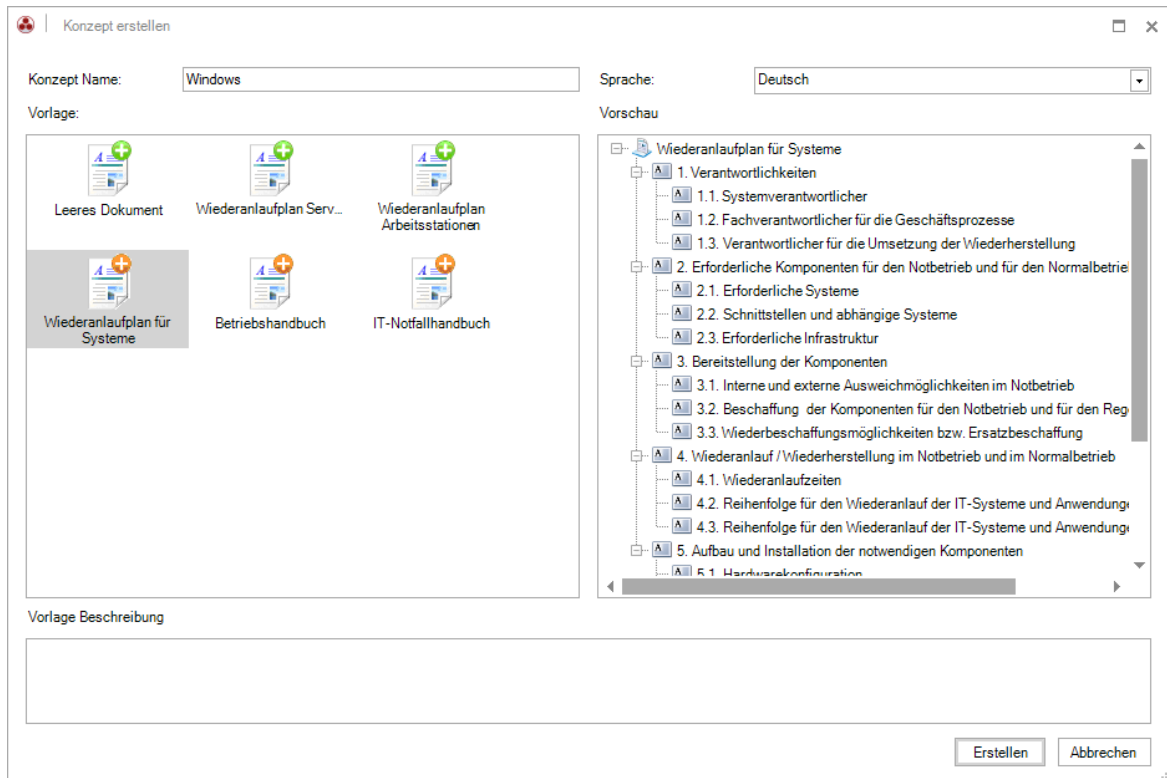 Konzept erstellen
Konzept Name:
Windows
Sprache:
Deutsch
Vorlage:
Vorschau
Leeres Dokument
Wiederanlaufplan Serv...
Wiederanlaufplan
Arbeitsstationen
Wiederanlaufplan für
Systeme
Betriebshandbuch
IT-Notfallhandbuch
Wiederanlaufplan für Systeme
1. Verantwortlichkeiten
1.1. Systemverantwortlicher
1.2. Fachverantwortlicher für die Geschäftsprozesse
1.3. Verantwortlicher für die Umsetzung der Wiederherstellung
2. Erforderliche Komponenten für den Notbetrieb und für den Normalbetrie
2.1. Erforderliche Systeme
2.2. Schnittstellen und abhängige Systeme
2.3. Erforderliche Infrastruktur
3. Bereitstellung der Komponenten
3.1. Interne und externe Ausweichmöglichkeiten im Notbetrieb
3.2. Beschaffung der Komponenten für den Notbetrieb und für den Reg
3.3. Wiederbeschaffungsmöglichkeiten bzw. Ersatzbeschaffung
4. Wiederanlauf / Wiederherstellung im Notbetrieb und im Normalbetrieb
4.1. Wiederanlaufzeiten
4.2. Reihenfolge für den Wiederanlauf der IT-Systeme und Anwendunge
4.3. Reihenfolge für den Wiederanlauf der IT-Systeme und Anwendunge
5. Aufbau und Installation der notwendigen Komponenten
5.1. Hardwarekonfiguration
Vorlage Beschreibung
Erstellen
Abbrechen